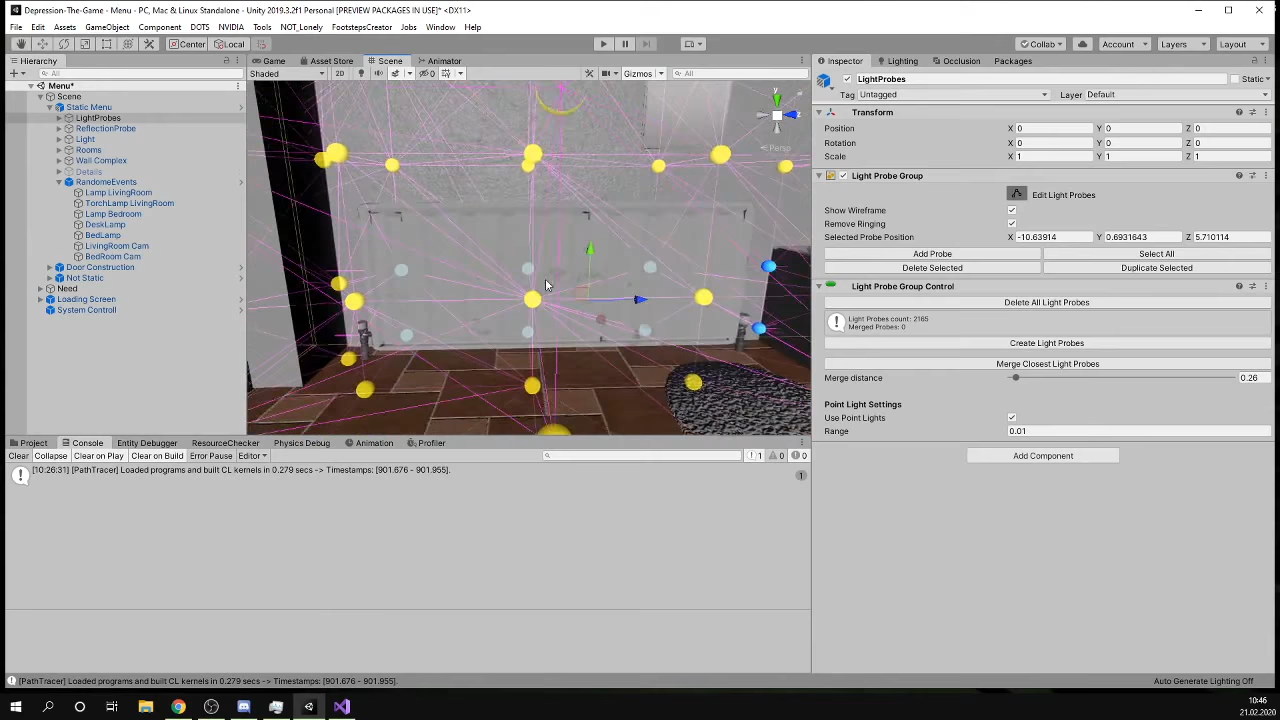 Depression-The-Game - Menu - PC, Mac & Linux Standalone - Unity 2019.3.2f1 Personal [PREVIEW PACKAGES IN USE]* <DX11>
File Edit Assets GameObject Component DOTS NVIDIA Tools NOT_Lonely FootstepsCreator Jobs Window Help
Center Local Collab Account Layers Layout
Hierarchy Game Asset Store Scene Animator Inspector Lighting Occlusion Packages
All Shaded 2D 0 Gizmos All LightProbes Static
Menu*
Scene
Static Menu
LightProbes
ReflectionProbe
Light
Rooms
Wall Complex
Details
RandomeEvents
Lamp LivingRoom
TorchLamp LivingRoom
Lamp Bedroom
DeskLamp
BedLamp
LivingRoom Cam
BedRoom Cam
Door Construction
Not Static
Need
Loading Screen
System Controll
y
z
Persp
Tag Untagged Layer Default
Transform
Position X 0 Y 0 Z 0
Rotation X 0 Y 0 Z 0
Scale X 1 Y 1 Z 1
Light Probe Group
Edit Light Probes
Show Wireframe
Remove Ringing
Selected Probe Position X -10.63914 Y 0.6931643 Z 5.710114
Add Probe Select All
Delete Selected Duplicate Selected
Light Probe Group Control
Delete All Light Probes
Light Probes count: 2165
Merged Probes: 0
Create Light Probes
Merge Closest Light Probes
Merge distance 0.26
Point Light Settings
Use Point Lights
Range 0.01
Add Component
Project Console Entity Debugger ResourceChecker Physics Debug Animation Profiler
Clear Collapse Clear on Play Clear on Build Error Pause Editor 1 0 0
[10:26:31] [PathTracer] Loaded programs and built CL kernels in 0.279 secs -> Timestamps: [901.676 - 901.955].
1
[PathTracer] Loaded programs and built CL kernels in 0.279 secs -> Timestamps: [901.676 - 901.955].
Auto Generate Lighting Off
10:46
21.02.2020